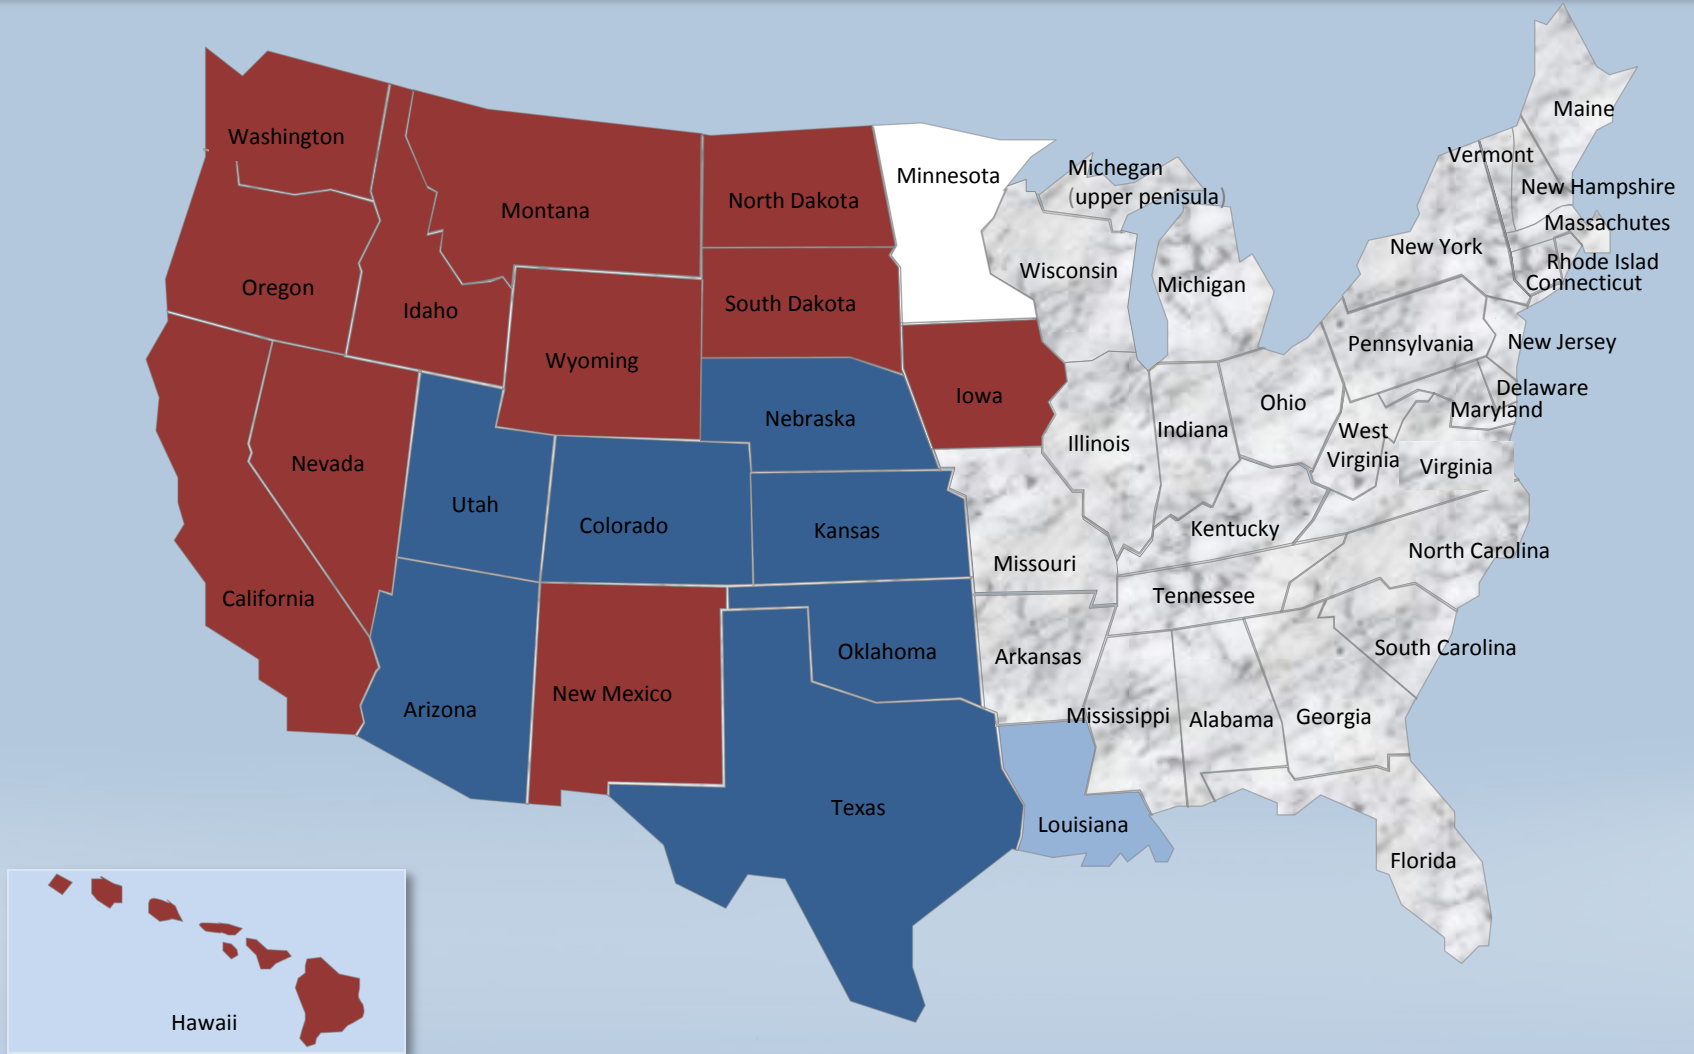 Maine
Washington
Minnesota
Vermont
Michegan
(upper penisula)
New Hampshire
North Dakota
Montana
Massachutes
New York
Wisconsin
Rhode Islad
Connecticut
Michigan
Oregon
Idaho
South Dakota
Pennsylvania
New Jersey
Wyoming
Delaware
Iowa
Ohio
Maryland
Nebraska
Illinois
Indiana
West
Virginia
Virginia
Nevada
Utah
Colorado
Kansas
Kentucky
North Carolina
Missouri
California
Tennessee
Oklahoma
Arkansas
South Carolina
New Mexico
Arizona
Mississippi
Alabama
Georgia
Texas
Louisiana
Florida
Hawaii